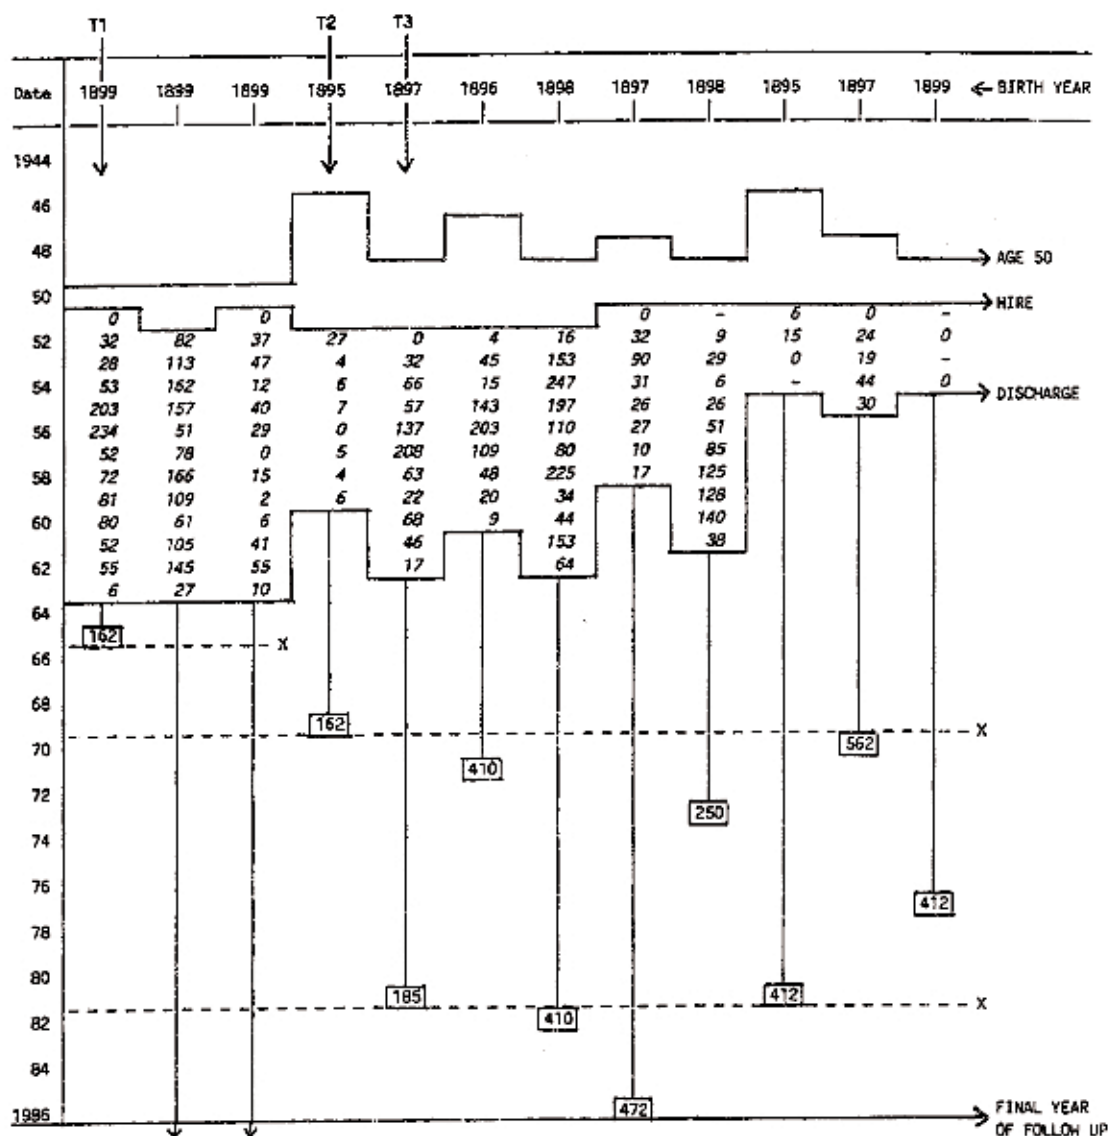 T1 T2 T3
Date 1899 1899 1899 1895 1897 1896 1898 1897 1898 1895 1897 1899 ← BIRTH YEAR
1944
46
48 → AGE 50
50 → HIRE
0 0 0 - 6 0 -
52 32 82 37 27 0 4 16 32 9 15 24 0
28 113 47 4 32 45 153 90 29 0 19 -
54 53 162 12 6 66 15 247 31 6 - 44 0 → DISCHARGE
203 157 40 7 57 143 197 26 26 30
56 234 51 29 0 137 203 110 27 51
52 78 0 5 208 109 80 10 85
58 72 166 15 4 63 48 225 17 125
81 109 2 6 22 20 34 128
60 80 61 6 68 9 44 140
52 105 41 46 153 38
62 55 145 55 17 64
6 27 10
64
162
X
66
68
162 X
70 562
410
72
250
74
76
412
78
80
185 412 X
82 410
84
1986 472 → FINAL YEAR
OF FOLLOW UP